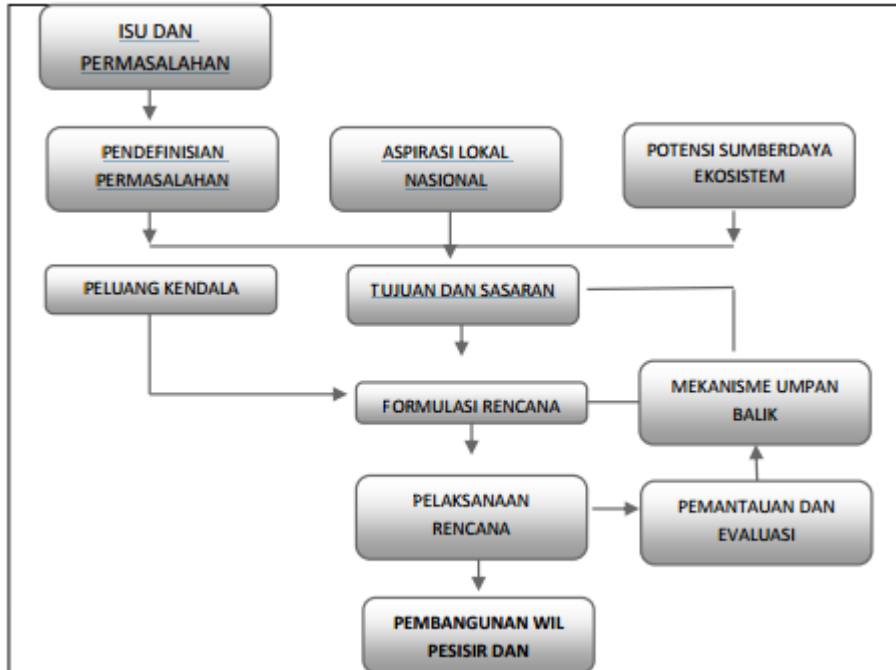 ISU DAN
PERMASALAHAN
PENDEFINISIAN
PERMASALAHAN
ASPIRASI LOKAL
NASIONAL
POTENSI SUMBERDAYA
EKOSISTEM
PELUANG KENDALA
TUJUAN DAN SASARAN
FORMULASI RENCANA
MEKANISME UMPAN
BALIK
PELAKSANAAN
RENCANA
PEMANTAUAN DAN
EVALUASI
PEMBANGUNAN WIL
PESISIR DAN